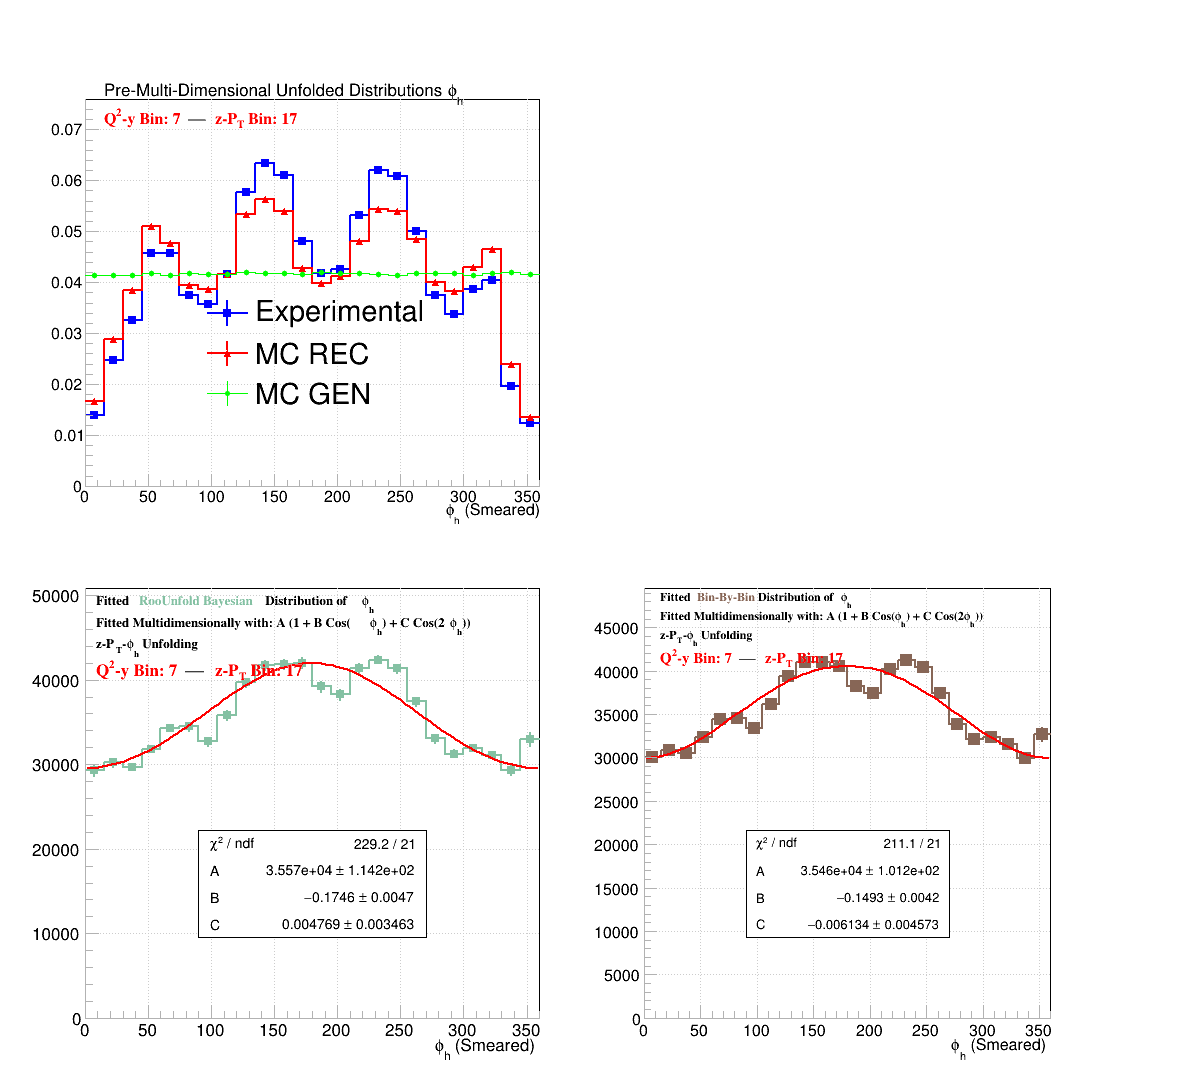 Pre-Multi-Dimensional Unfolded Distributions ϕh
Q²-y Bin: 7 — z-PT Bin: 17
0.07
0.06
0.05
0.04
0.03
0.02
0.01
0
Experimental
MC REC
MC GEN
0 50 100 150 200 250 300 350
ϕh (Smeared)
Fitted RooUnfold Bayesian Distribution of ϕh
Fitted Multidimensionally with: A (1 + B Cos( ϕh) + C Cos(2 ϕh))
z-PT-ϕh Unfolding
Q²-y Bin: 7 — z-PT Bin: 17
50000
40000
30000
20000
10000
0
χ² / ndf 229.2 / 21
A 3.557e+04 ± 1.142e+02
B −0.1746 ± 0.0047
C 0.004769 ± 0.003463
0 50 100 150 200 250 300 350
ϕh (Smeared)
Fitted Bin-By-Bin Distribution of ϕh
Fitted Multidimensionally with: A (1 + B Cos(ϕh) + C Cos(2ϕh))
z-PT-ϕh Unfolding
Q²-y Bin: 7 — z-PT Bin: 17
45000
40000
35000
30000
25000
20000
15000
10000
5000
0
χ² / ndf 211.1 / 21
A 3.546e+04 ± 1.012e+02
B −0.1493 ± 0.0042
C −0.006134 ± 0.004573
0 50 100 150 200 250 300 350
ϕh (Smeared)